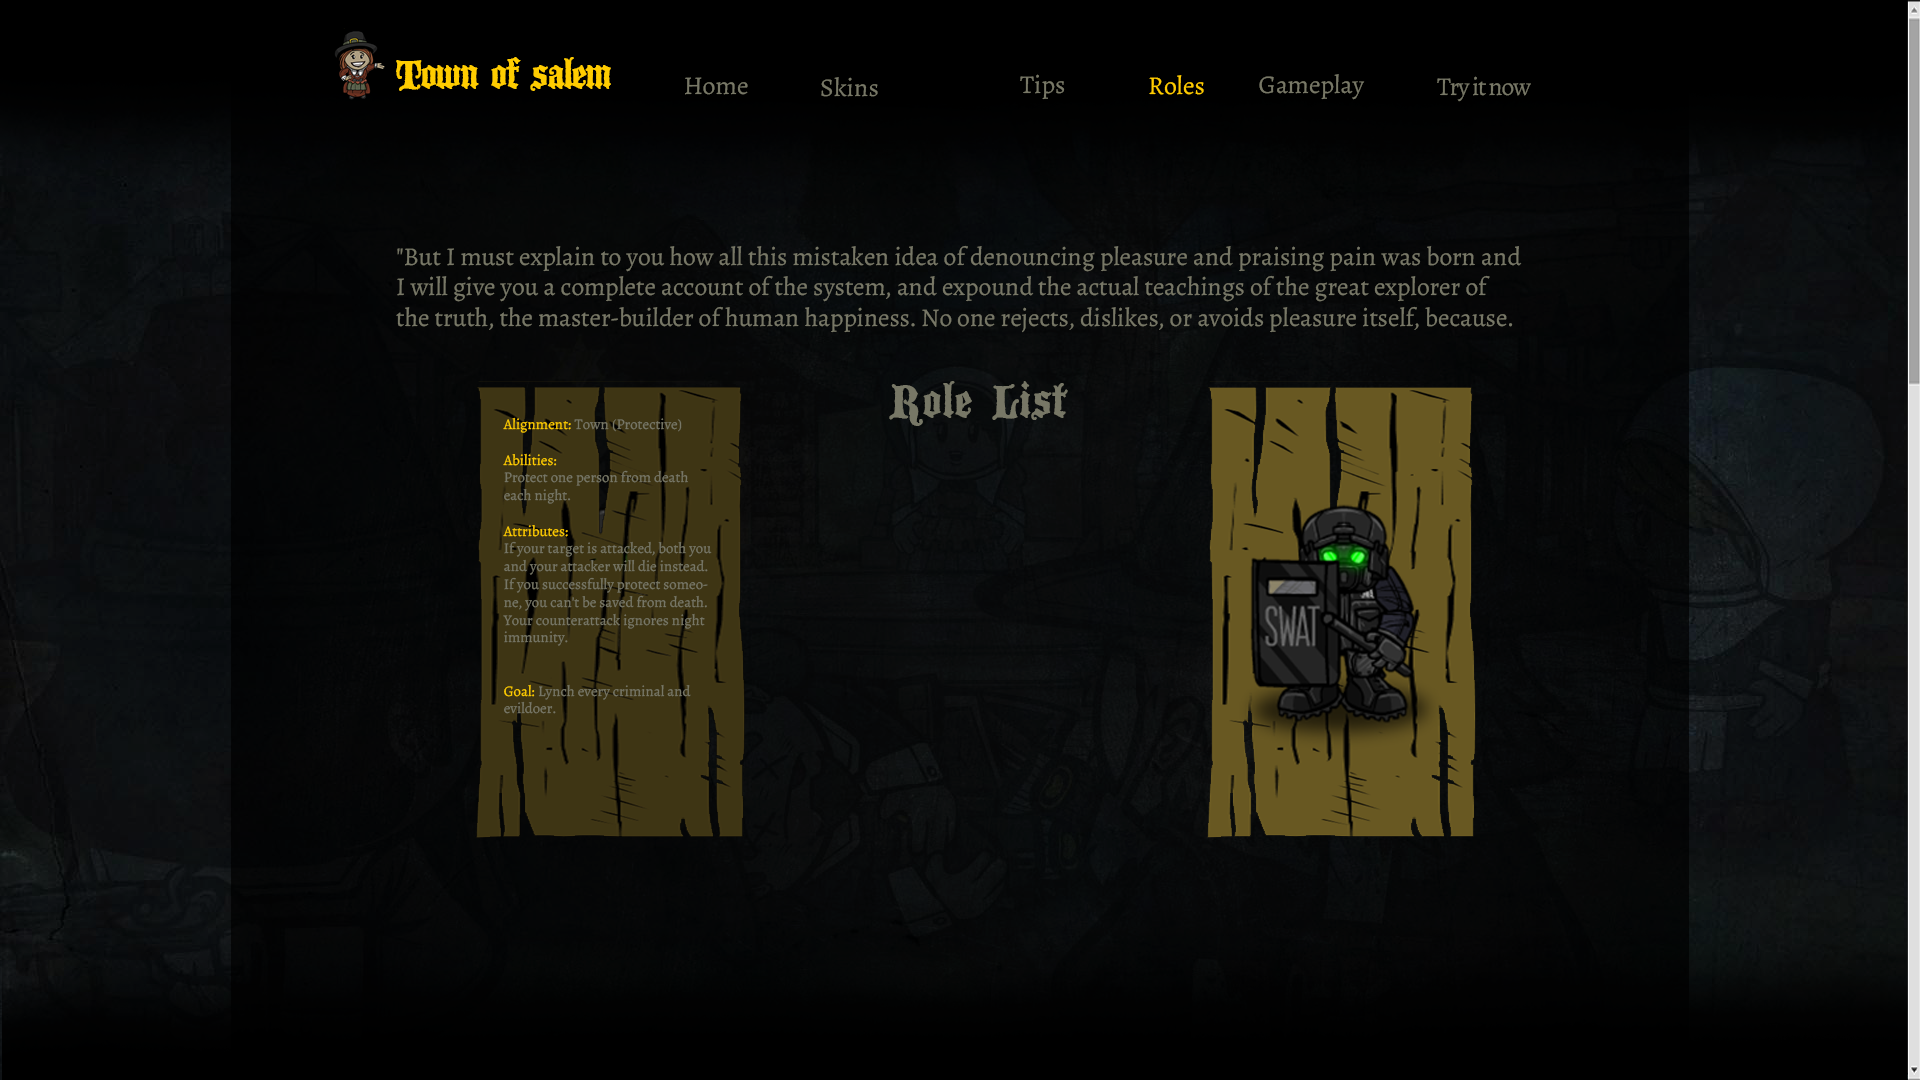 Town of salem
Home
Skins
Tips
Roles
Gameplay
Try it now
"But I must explain to you how all this mistaken idea of denouncing pleasure and praising pain was born and
I will give you a complete account of the system, and expound the actual teachings of the great explorer of
the truth, the master-builder of human happiness. No one rejects, dislikes, or avoids pleasure itself, because.
Role List
Alignment: Town (Protective)
Abilities:
Protect one person from death
each night.
Attributes:
If your target is attacked, both you
and your attacker will die instead.
If you successfully protect someo-
ne, you can't be saved from death.
Your counterattack ignores night
immunity.
Goal: Lynch every criminal and
evildoer.
SWAT